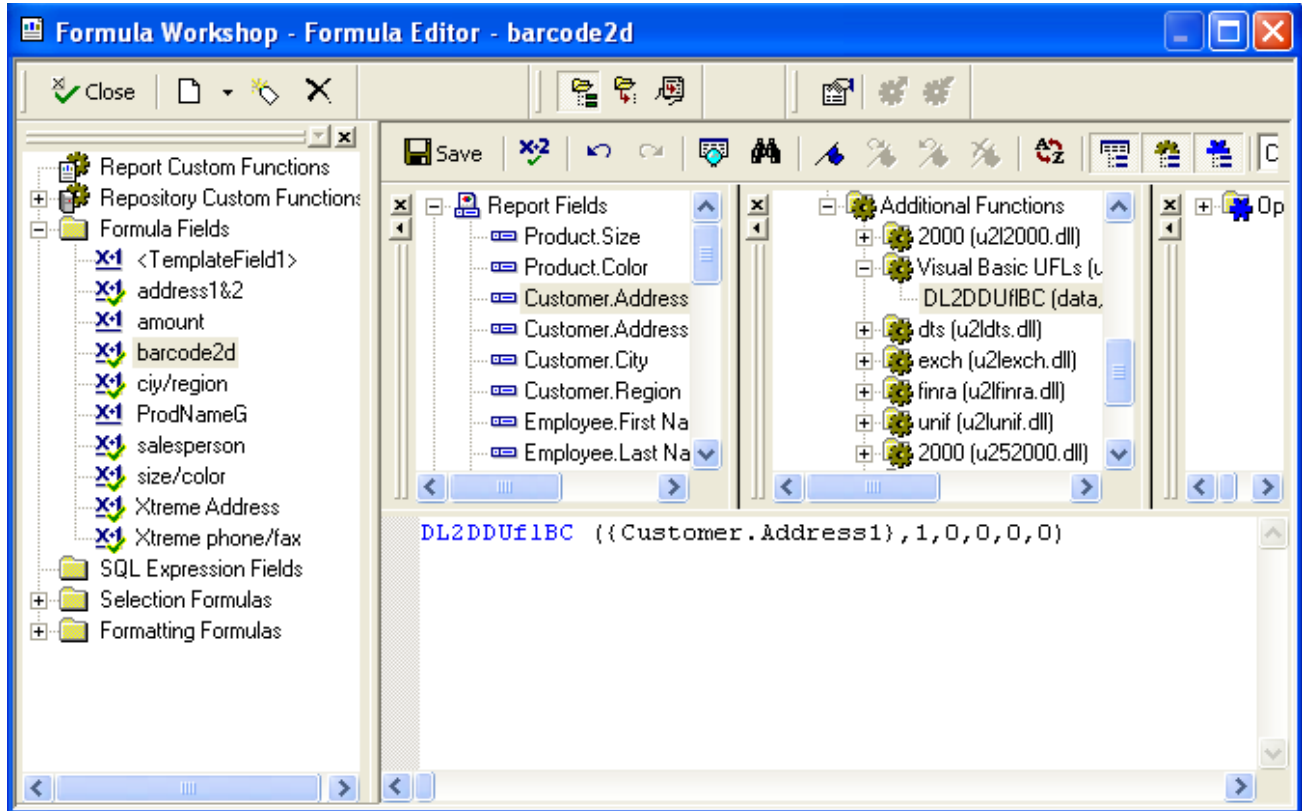 Formula Workshop - Formula Editor - barcode2d
Close
Save
Report Custom Functions
Repository Custom Functions
Formula Fields
<TemplateField1>
address1&2
amount
barcode2d
ciy/region
ProdNameG
salesperson
size/color
Xtreme Address
Xtreme phone/fax
SQL Expression Fields
Selection Formulas
Formatting Formulas
Report Fields
Product.Size
Product.Color
Customer.Address
Customer.Address
Customer.City
Customer.Region
Employee.First Na
Employee.Last Na
Additional Functions
2000 (u2l2000.dll)
Visual Basic UFLs (u
DL2DDUflBC (data,
dts (u2ldts.dll)
exch (u2lexch.dll)
finra (u2lfinra.dll)
unif (u2lunif.dll)
2000 (u252000.dll)
Op
DL2DDUflBC ({Customer.Address1},1,0,0,0,0)